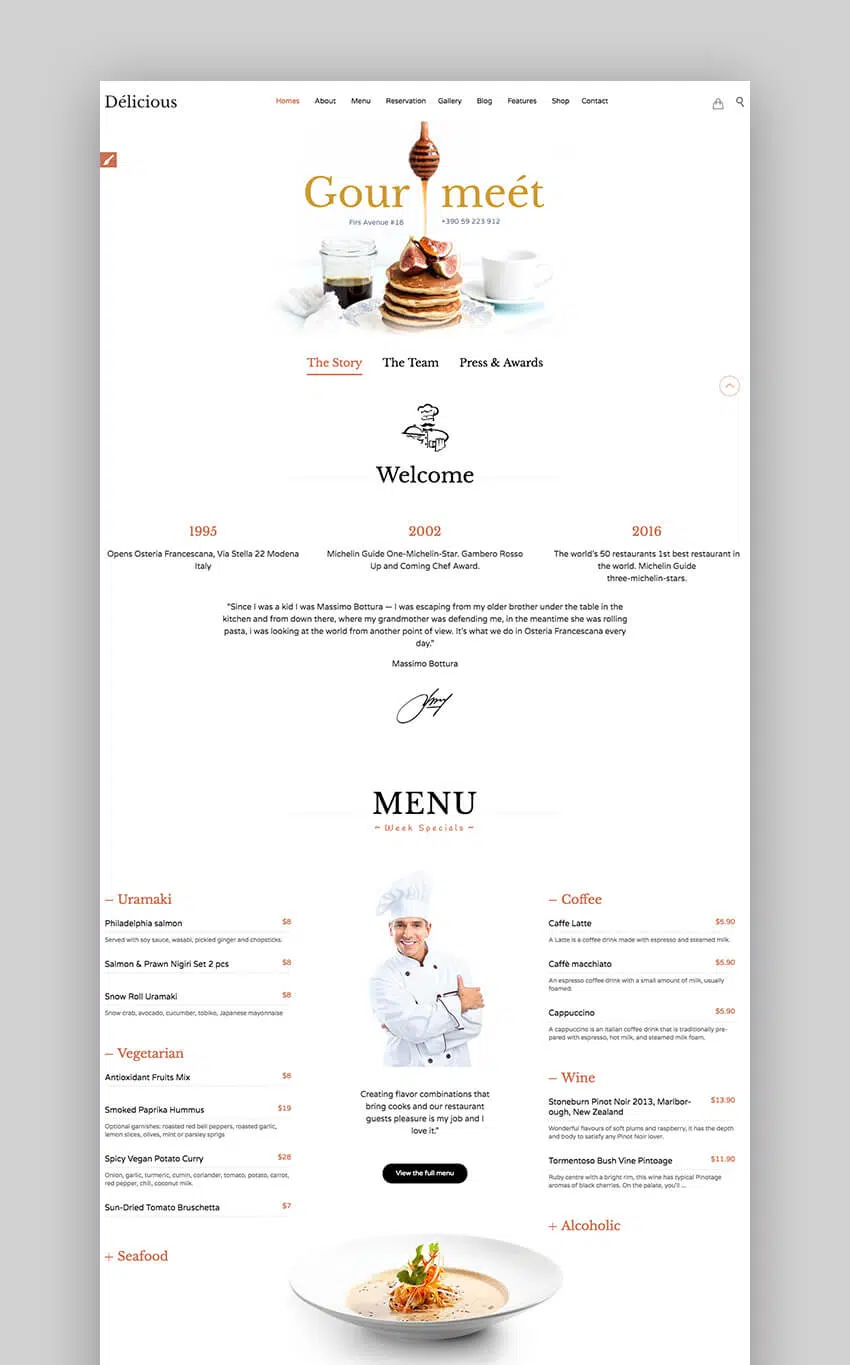 Délicious
Homes About Menu Reservation Gallery Blog Features Shop Contact
Gour meét
Firs Avenue #18 +390 59 223 912
The Story The Team Press & Awards
Welcome
1995
Opens Osteria Francescana, Via Stella 22 Modena
Italy
2002
Michelin Guide One-Michelin-Star. Gambero Rosso
Up and Coming Chef Award.
2016
The world's 50 restaurants 1st best restaurant in
the world. Michelin Guide
three-michelin-stars.
"Since I was a kid I was Massimo Bottura — I was escaping from my older brother under the table in the
kitchen and from down there, where my grandmother was defending me, in the meantime she was rolling
pasta, i was looking at the world from another point of view. It's what we do in Osteria Francescana every
day."
Massimo Bottura
MENU
~ Week Specials ~
– Uramaki
Philadelphia salmon $8
Served with soy sauce, wasabi, pickled ginger and chopsticks.
Salmon & Prawn Nigiri Set 2 pcs $8
Snow Roll Uramaki $8
Snow crab, avocado, cucumber, tobiko, Japanese mayonnaise
– Vegetarian
Antioxidant Fruits Mix $8
Smoked Paprika Hummus $19
Optional garnishes: roasted red bell peppers, roasted garlic,
lemon slices, olives, mint or parsley sprigs
Spicy Vegan Potato Curry $28
Onion, garlic, turmeric, cumin, coriander, tomato, potato, carrot,
red pepper, chili, coconut milk.
Sun-Dried Tomato Bruschetta $7
+ Seafood
Creating flavor combinations that
bring cooks and our restaurant
guests pleasure is my job and I
love it."
View the full menu
– Coffee
Caffe Latte $5.90
A Latte is a coffee drink made with espresso and steamed milk.
Caffè macchiato $5.90
An espresso coffee drink with a small amount of milk, usually
foamed
Cappuccino $5.90
A cappuccino is an Italian coffee drink that is traditionally pre-
pared with espresso, hot milk, and steamed milk foam.
– Wine
Stoneburn Pinot Noir 2013, Marlbor- $13.90
ough, New Zealand
Wonderful flavours of soft plums and raspberry, it has the depth
and body to satisfy any Pinot Noir lover.
Tormentoso Bush Vine Pintoage $11.90
Ruby centre with a bright rim, this wine has typical Pinotage
aromas of black cherries. On the palate, you'll ...
+ Alcoholic